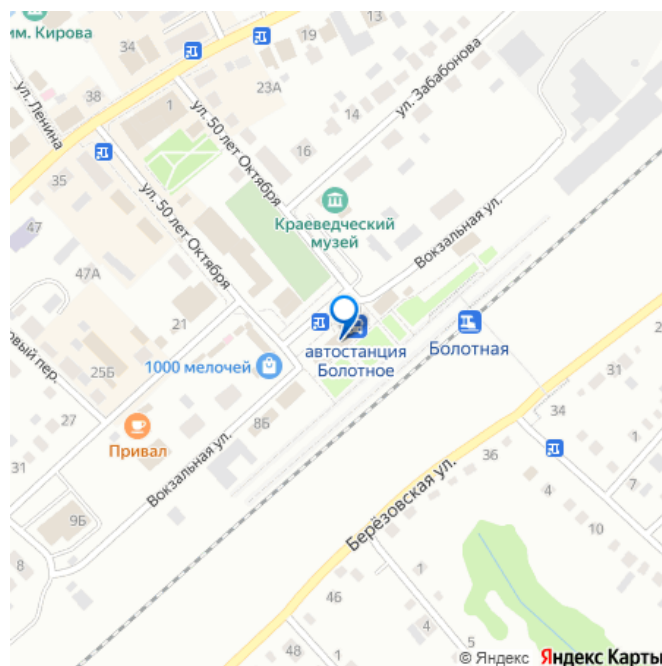 им. Кирова
34
19
13
ул. Забабонова
38
23А
ул. Ленина
1
14
ул. 50 лет Октября
16
35
ул. 50 лет Октября
Краеведческий
музей
Вокзальная ул.
47
47А
21
автостанция
Болотное
Болотная
1000 мелочей
овый пер.
25Б
27
Привал
8Б
34
1
31
Вокзальная ул.
36
7
Берёзовская ул.
4
9Б
10
8
1
4Б
4
5
48
1
© Яндекс Яндекс Карты